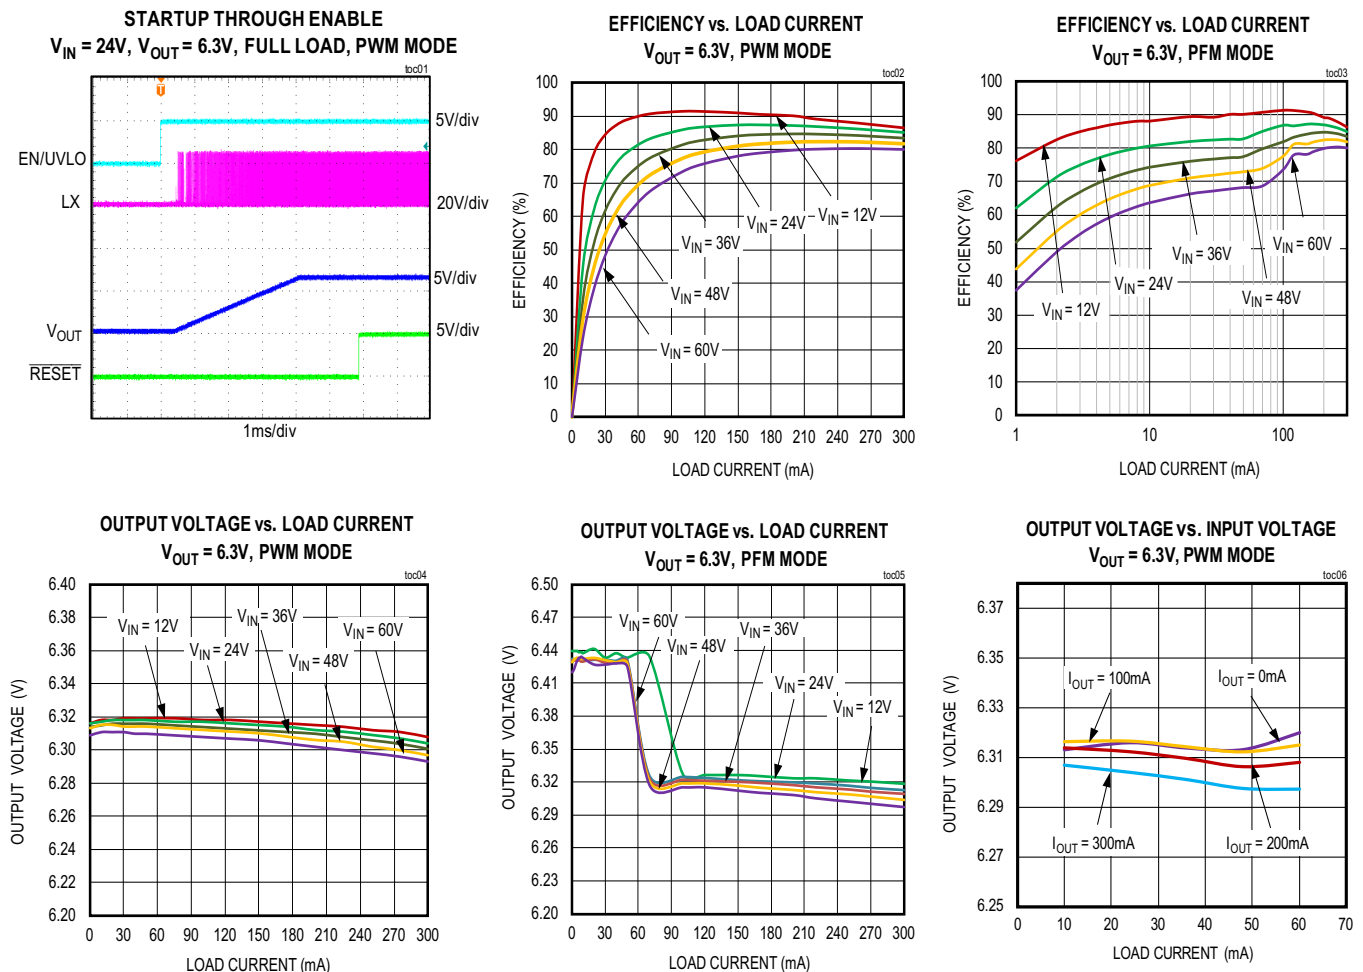 STARTUP THROUGH ENABLE
VIN = 24V, VOUT = 6.3V, FULL LOAD, PWM MODE
toc01
T
5V/div
EN/UVLO
LX
20V/div
5V/div
VOUT
5V/div
RESET
1ms/div
EFFICIENCY vs. LOAD CURRENT
VOUT = 6.3V, PWM MODE
toc02
EFFICIENCY (%)
100
90
80
70
60
50
40
30
20
10
0
VIN = 12V
VIN = 24V
VIN = 36V
VIN = 48V
VIN = 60V
0 30 60 90 120 150 180 210 240 270 300
LOAD CURRENT (mA)
EFFICIENCY vs. LOAD CURRENT
VOUT = 6.3V, PFM MODE
toc03
EFFICIENCY (%)
100
90
80
70
60
50
40
30
20
10
0
VIN = 60V
VIN = 36V
VIN = 24V
VIN = 48V
VIN = 12V
1 10 100
LOAD CURRENT (mA)
OUTPUT VOLTAGE vs. LOAD CURRENT
VOUT = 6.3V, PWM MODE
toc04
OUTPUT VOLTAGE (V)
6.40
6.38
6.36
6.34
6.32
6.30
6.28
6.26
6.24
6.22
6.20
VIN = 12V
VIN = 24V
VIN = 36V
VIN = 48V
VIN = 60V
0 30 60 90 120 150 180 210 240 270 300
LOAD CURRENT (mA)
OUTPUT VOLTAGE vs. LOAD CURRENT
VOUT = 6.3V, PFM MODE
toc05
OUTPUT VOLTAGE (V)
6.50
6.47
6.44
6.41
6.38
6.35
6.32
6.29
6.26
6.23
6.20
VIN = 60V
VIN = 48V
VIN = 36V
VIN = 24V
VIN = 12V
0 30 60 90 120 150 180 210 240 270 300
LOAD CURRENT (mA)
OUTPUT VOLTAGE vs. INPUT VOLTAGE
VOUT = 6.3V, PWM MODE
toc06
OUTPUT VOLTAGE (V)
6.37
6.35
6.33
6.31
6.29
6.27
6.25
IOUT = 100mA
IOUT = 0mA
IOUT = 300mA
IOUT = 200mA
0 10 20 30 40 50 60 70
LOAD CURRENT (mA)